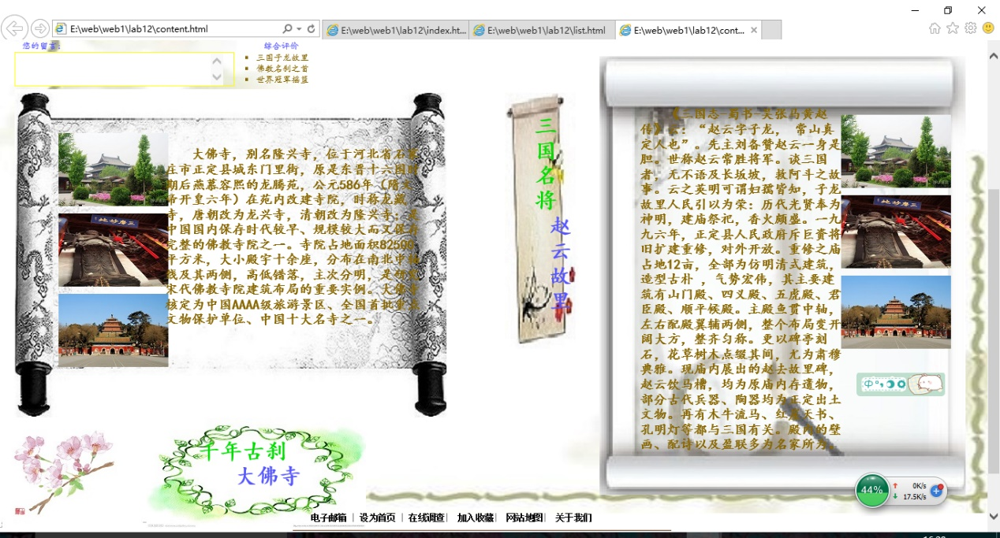 E:\web\web1\lab12\content.html
E:\web\web1\lab12\index.ht...
E:\web\web1\lab12\list.html
E:\web\web1\lab12\cont...
您的留言:
综合评价
三国子龙故里
佛教名刹之首
世界冠军摇篮
大佛寺，别名隆兴寺，位于河北省石
庄市正定县城东门里街，原是东晋十六国
期后燕慕容熙的龙腾苑，公元586年（隋
帝开皇六年）在苑内改建寺院，时称龙藏
寺，唐朝改为龙兴寺，清朝改为隆兴寺，
中国国内保存时代较早、规模较大而又保存
完整的佛教寺院之一。寺院占地面积82500
平方米，大小殿宇十余座，分布在南北中
线及其两侧，高低错落，主次分明，是研究
宋代佛教寺院建筑布局的重要实例。大佛寺
核定为中国AAAA级旅游景区、全国首批重点
文物保护单位、中国十大名寺之一。
三国名将
赵云故里
三国志-蜀书-关张马黄赵
传 ：“赵云字子龙， 常山真
定人也”。先主刘备赞赵云一身是
胆。世称赵云常胜将军。谈三国
者，无不语及长坂坡，救阿斗之故
事。云之英明可谓妇孺皆知，子龙
故里人民引以为荣：历代尤贤奉为
神明，建庙祭祀，香火颇盛。一九
九六年，正定县人民政府斥巨资将
旧扩建重修，对外开放。重修之庙
占地12亩，全部为仿明清式建筑，
造型古朴 ，气势宏伟，其主要建
筑有山门殿、四义殿、五虎殿、君
臣殿、顺平候殿。主殿鱼贯中轴，
左右配殿翼辅两侧，整个布局变开
阔大方，整齐匀称。更以碑亭刻
石，花草树木点缀其间，尤为肃穆
典雅。现庙内展出的赵去故里碑，
赵云饮马槽，均为原庙内存遗物，
部分古代兵器、陶器均为正定出土
文物。再有木牛流马、红 天书、
孔明灯等都与三国有关。殿内的壁
画、配诗以及盈联多为名家所为。
中
千年古刹
大佛寺
44%
0K/s
17.5K/s
电子邮箱 | 设为首页 | 在线调查| 加入收藏| 网站地图| 关于我们